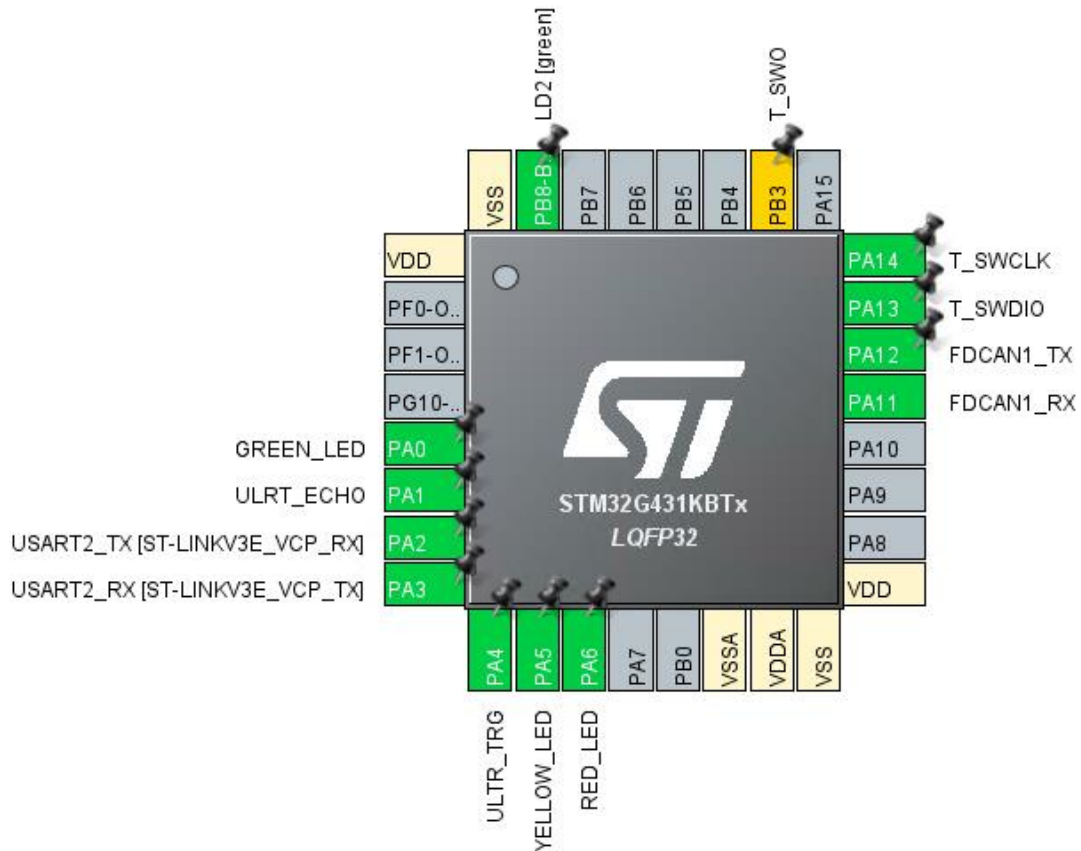 LD2 [green]
T_SWO
VSS
PB8-B..
PB7
PB6
PB5
PB4
PB3
PA15
VDD
PF0-O..
PF1-O..
PG10-..
PA0
GREEN_LED
PA1
ULRT_ECHO
PA2
USART2_TX [ST-LINKV3E_VCP_RX]
PA3
USART2_RX [ST-LINKV3E_VCP_TX]
ST
STM32G431KBTx
LQFP32
PA14
T_SWCLK
PA13
T_SWDIO
PA12
FDCAN1_TX
PA11
FDCAN1_RX
PA10
PA9
PA8
VDD
PA4
PA5
PA6
PA7
PB0
VSSA
VDDA
VSS
ULTR_TRG
YELLOW_LED
RED_LED